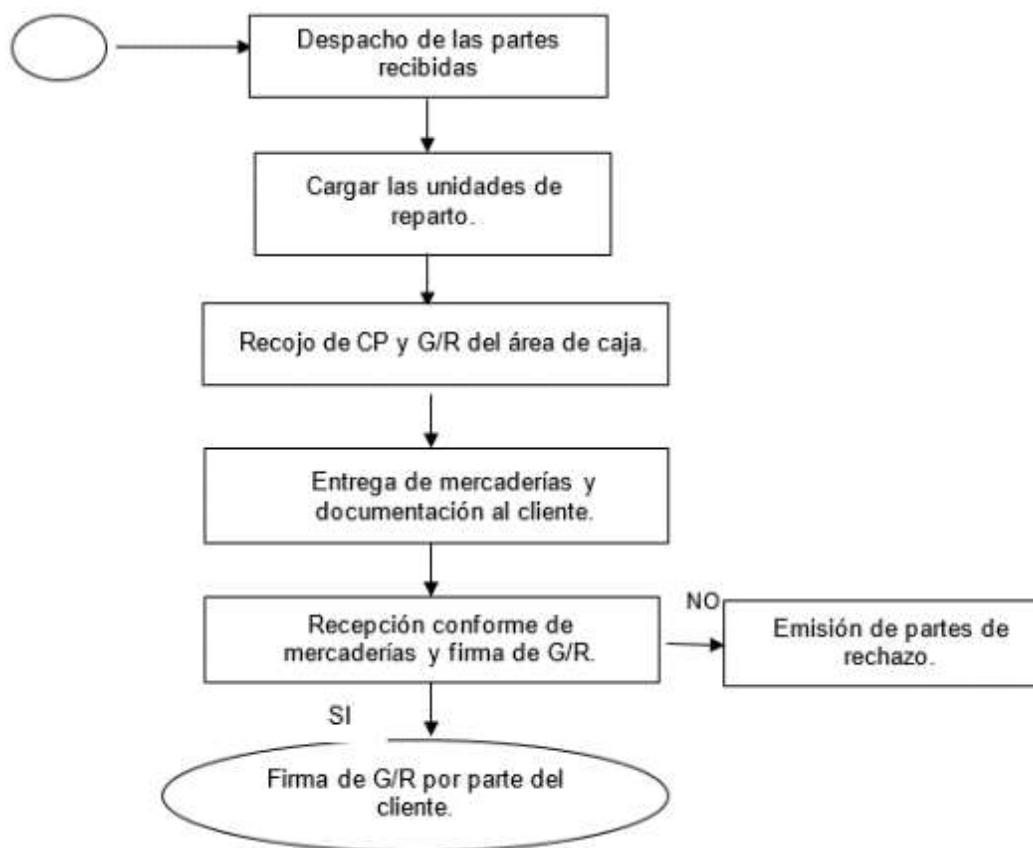 Despacho de las partes
recibidas
Cargar las unidades de
reparto.
Recojo de CP y G/R del área de caja.
Entrega de mercaderías y
documentación al cliente.
Recepción conforme de
mercaderías y firma de G/R.
NO
Emisión de partes de
rechazo.
SI
Firma de G/R por parte del
cliente.